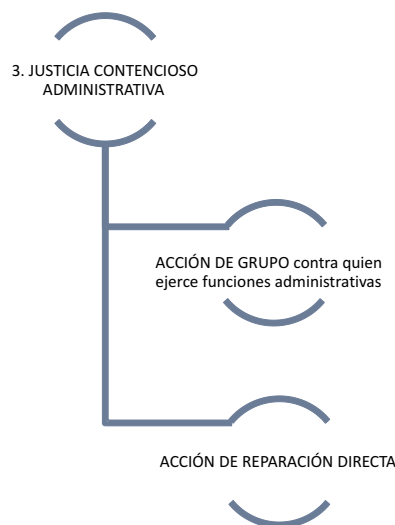 3. JUSTICIA CONTENCIOSO
ADMINISTRATIVA
ACCIÓN DE GRUPO contra quien
ejerce funciones administrativas
ACCIÓN DE REPARACIÓN DIRECTA